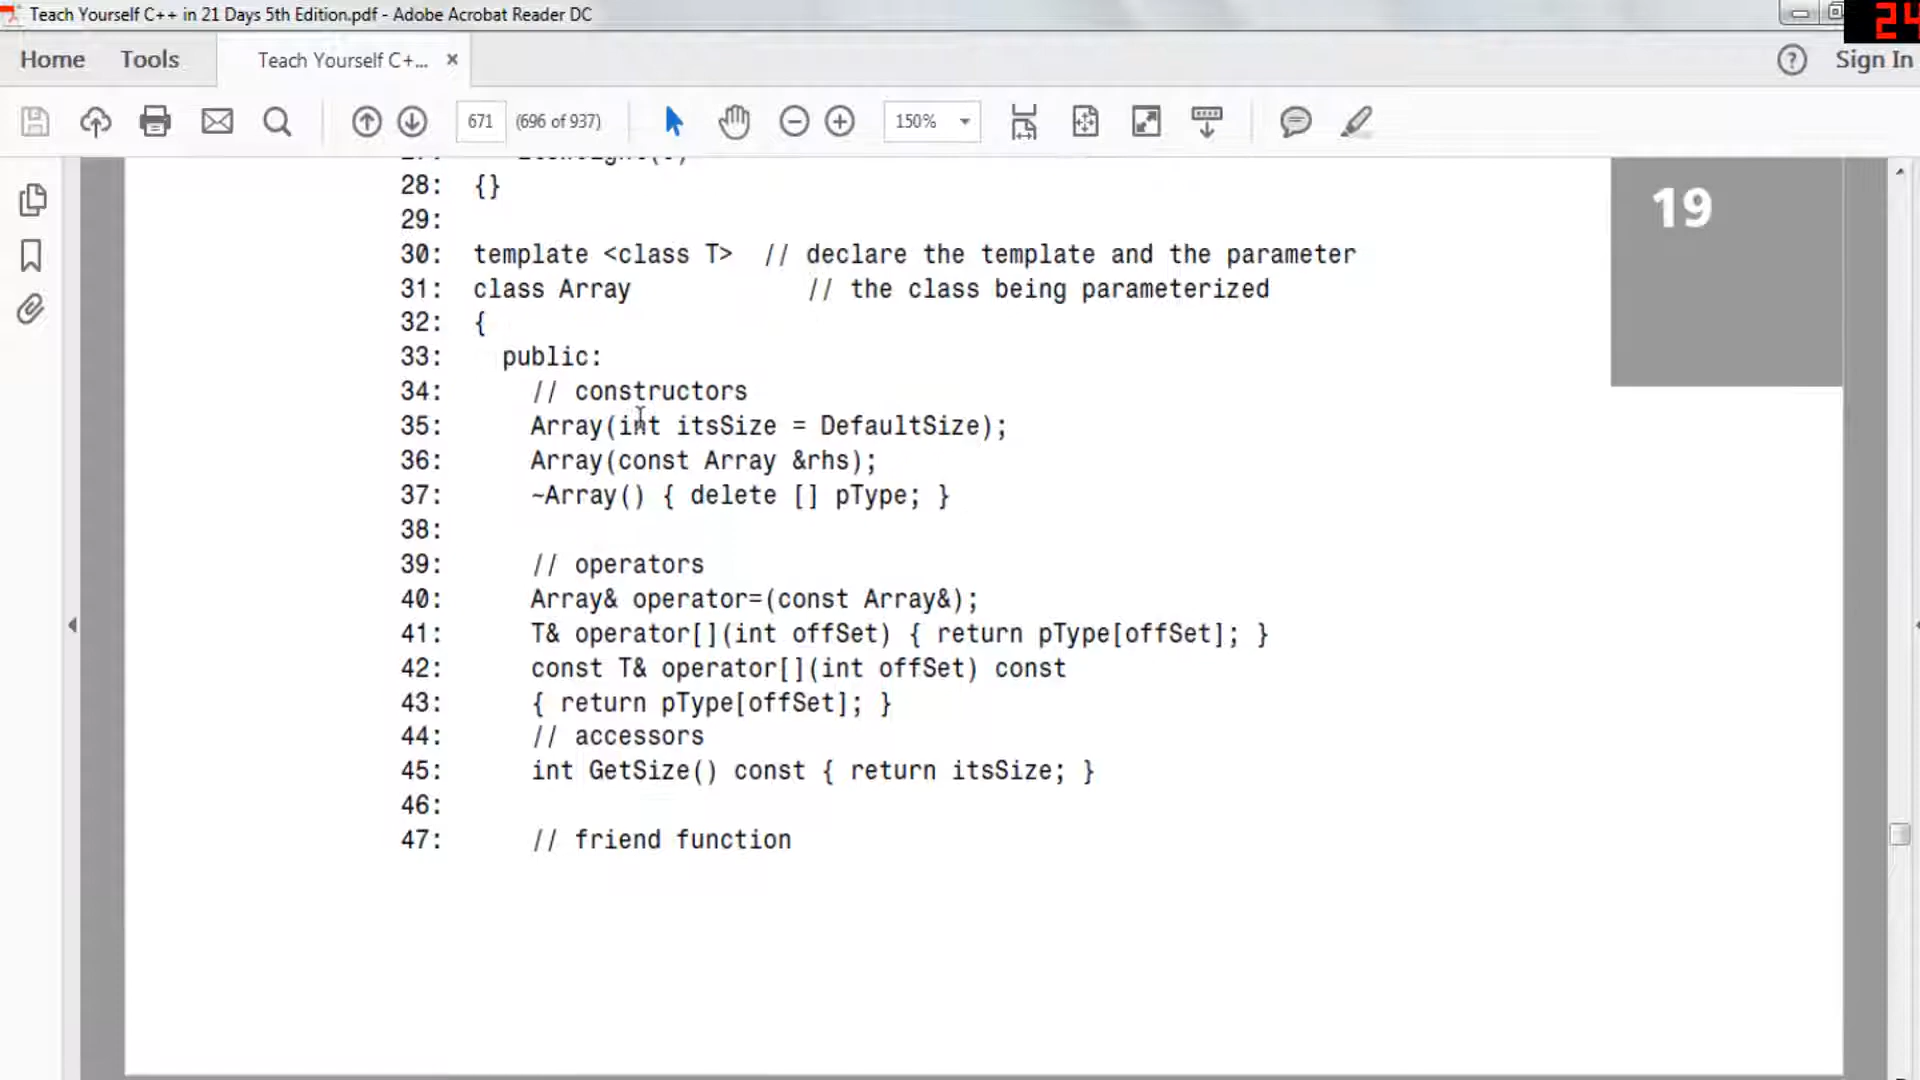 Teach Yourself C++ in 21 Days 5th Edition.pdf - Adobe Acrobat Reader DC
24
Home Tools Teach Yourself C+... × Sign In
671 (696 of 937) 150%
19
28: {}
29:
30: template <class T> // declare the template and the parameter
31: class Array // the class being parameterized
32: {
33: public:
34: // constructors
35: Array(int itsSize = DefaultSize);
36: Array(const Array &rhs);
37: ~Array() { delete [] pType; }
38:
39: // operators
40: Array& operator=(const Array&);
41: T& operator[](int offSet) { return pType[offSet]; }
42: const T& operator[](int offSet) const
43: { return pType[offSet]; }
44: // accessors
45: int GetSize() const { return itsSize; }
46:
47: // friend function